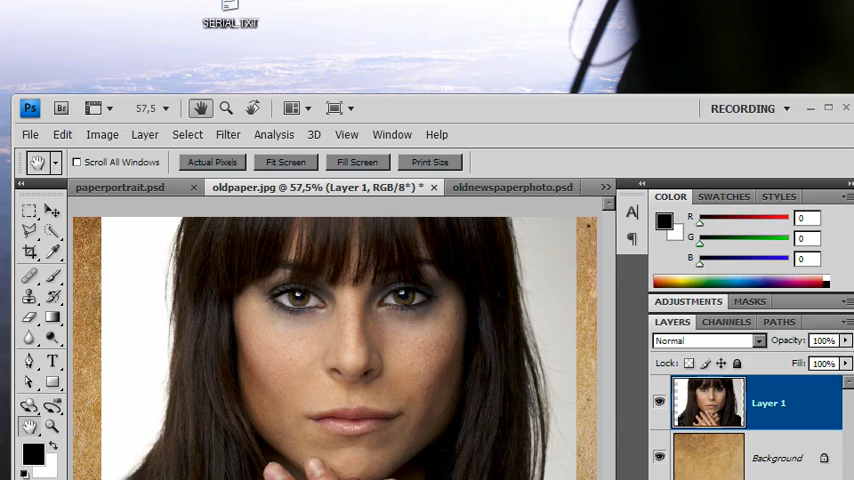 SERIAL.TXT
Ps Br 57,5 RECORDING
File Edit Image Layer Select Filter Analysis 3D View Window Help
Scroll All Windows Actual Pixels Fit Screen Fill Screen Print Size
paperportrait.psd × oldpaper.jpg @ 57,5% (Layer 1, RGB/8*) * × oldnewspaperphoto.psd
COLOR SWATCHES STYLES
R 0
G 0
B 0
ADJUSTMENTS MASKS
LAYERS CHANNELS PATHS
Normal Opacity: 100%
Lock: Fill: 100%
Layer 1
Background